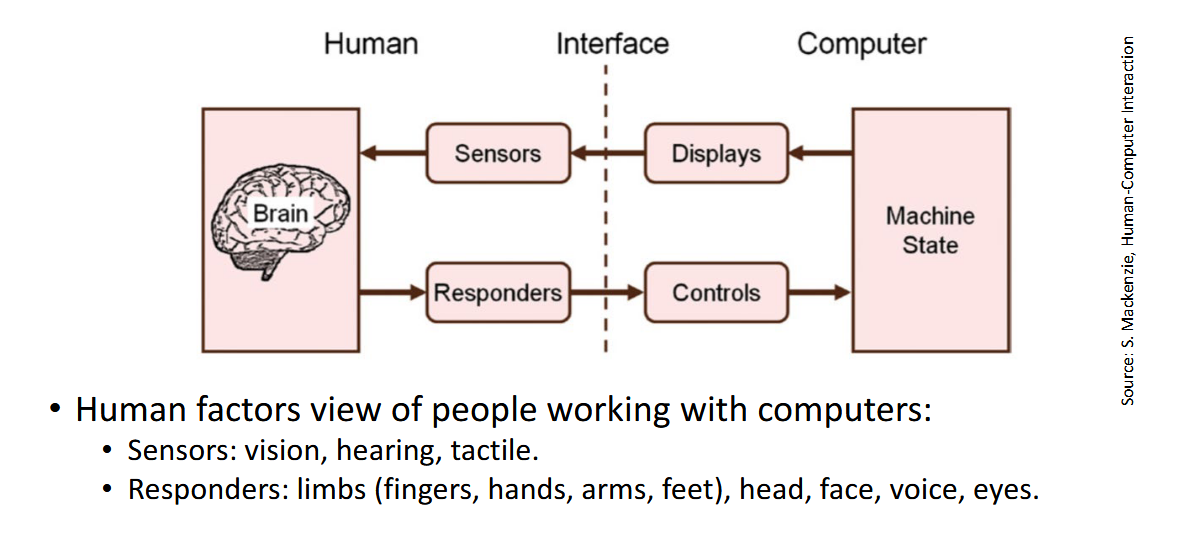 Human Interface Computer
Sensors Displays
Brain
Machine
State
Responders Controls
• Human factors view of people working with computers:
• Sensors: vision, hearing, tactile.
• Responders: limbs (fingers, hands, arms, feet), head, face, voice, eyes.
Source: S. Mackenzie, Human-Computer Interaction